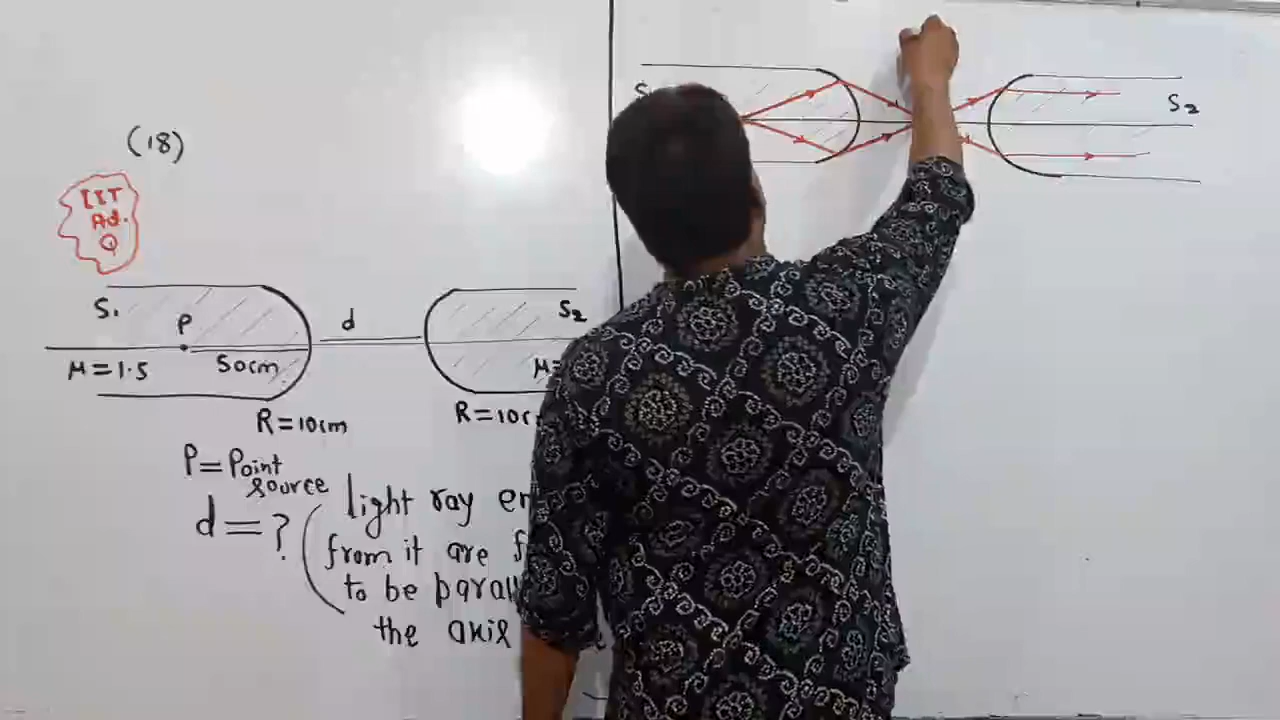 (18)
IIT
Ad.
Q
S₁
P
μ=1.5
50cm
R=10cm
d
S₂
P=Point
source
d=?
light ray
from it are
to be
the axis
S₂